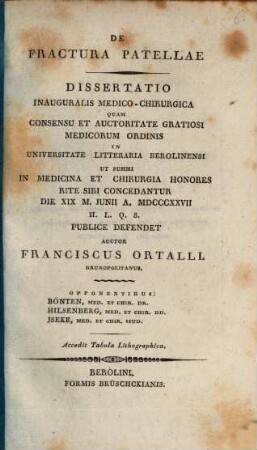 DE
FRACTURA PATELLAE
DISSERTATIO
INAUGURALIS MEDICO-CHIRURGICA
QUAM
CONSENSU ET AUCTORITATE GRATIOSI
MEDICORUM ORDINIS
IN
UNIVERSITATE LITTERARIA BEROLINENSI
UT SUMMI
IN MEDICINA ET CHIRURGIA HONORES
RITE SIBI CONCEDANTUR
DIE XIX M. JUNII A. MDCCCXXVII
H. L. Q. S.
PUBLICE DEFENDET
AUCTOR
FRANCISCUS ORTALLI.
BRUNOPOLITANUS.
OPPONENTIBUS:
BÖNTEN, MED. ET CHIR. DR.
HILSENBERG, MED. ET CHIR. DD.
JSEKE, MED. ET CHIR. STUD.
Accedit Tabula Lithographica.
BEROLINI.
FORMIS BRÜSCHCKIANIS.